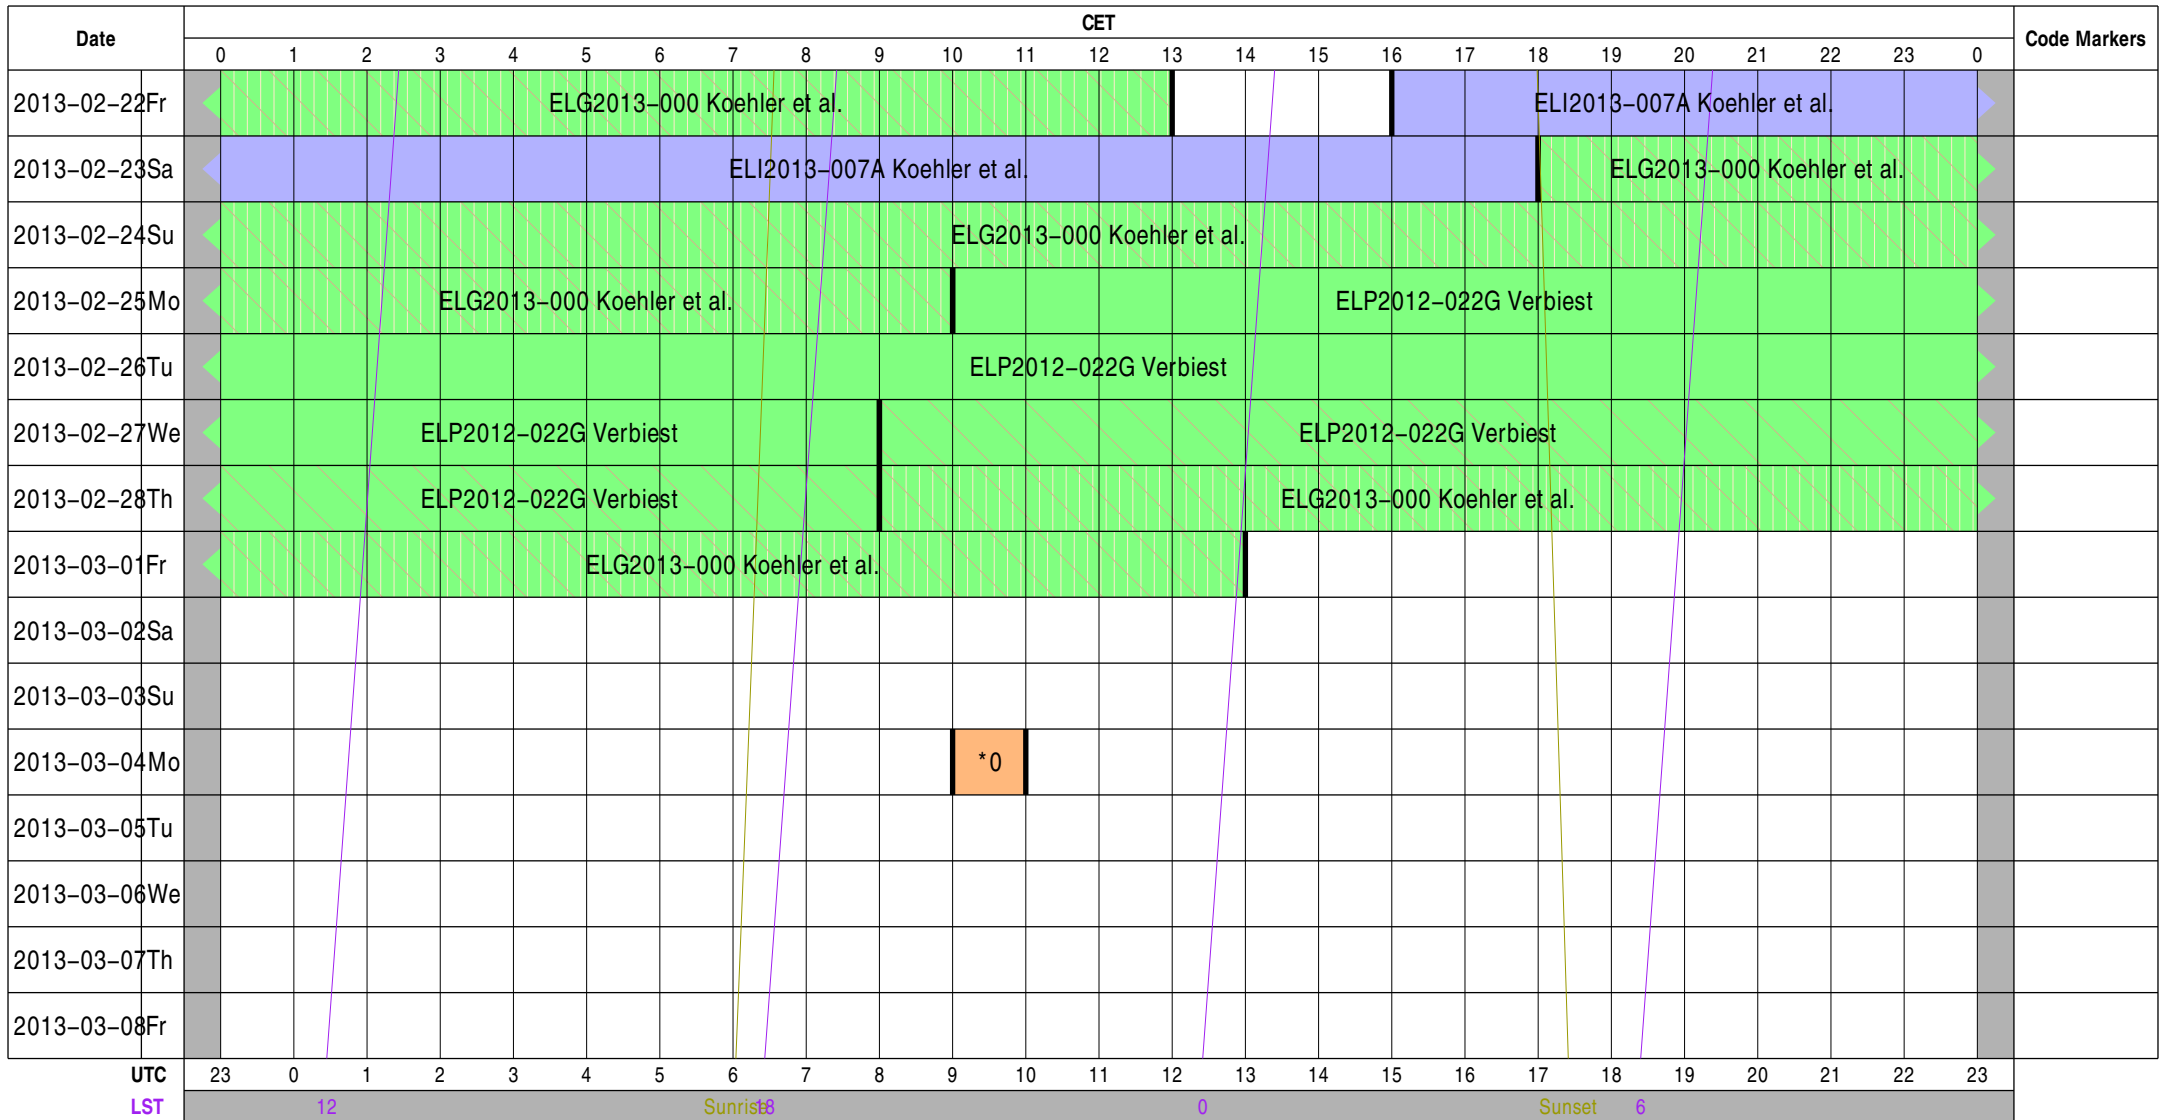 Date CET Code Markers
0 1 2 3 4 5 6 7 8 9 10 11 12 13 14 15 16 17 18 19 20 21 22 23 0
2013-02-22Fr ELG2013-000 Koehler et al. ELI2013-007A Koehler et al.
2013-02-23Sa ELI2013-007A Koehler et al. ELG2013-000 Koehler et al.
2013-02-24Su ELG2013-000 Koehler et al.
2013-02-25Mo ELG2013-000 Koehler et al. ELP2012-022G Verbiest
2013-02-26Tu ELP2012-022G Verbiest
2013-02-27We ELP2012-022G Verbiest ELP2012-022G Verbiest
2013-02-28Th ELP2012-022G Verbiest ELG2013-000 Koehler et al.
2013-03-01Fr ELG2013-000 Koehler et al.
2013-03-02Sa
2013-03-03Su
2013-03-04Mo *0
2013-03-05Tu
2013-03-06We
2013-03-07Th
2013-03-08Fr
UTC 23 0 1 2 3 4 5 6 7 8 9 10 11 12 13 14 15 16 17 18 19 20 21 22 23
LST 12 Sunrise 18 0 Sunset 6